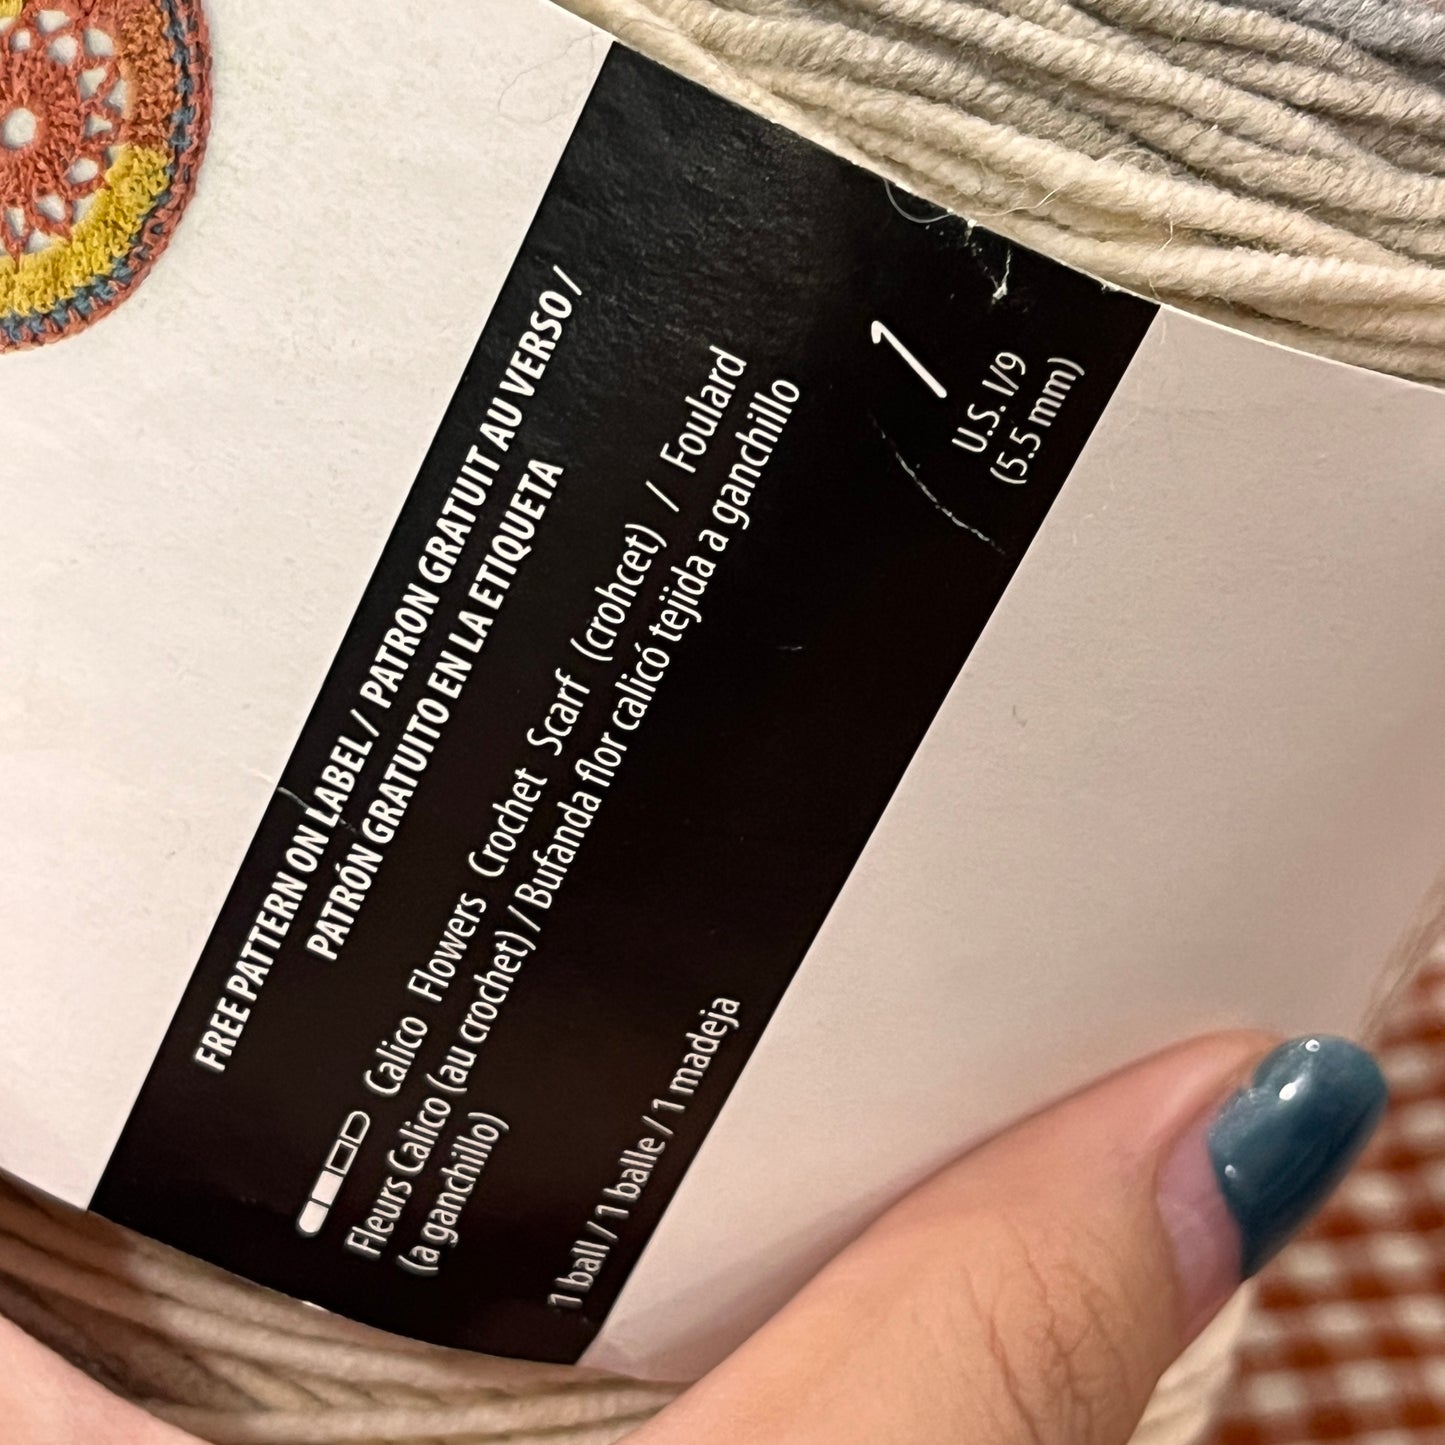 FREE PATTERN ON LABEL / PATRON GRATUIT AU VERSO /
PATRÓN GRATUITO EN LA ETIQUETA
Calico Flowers Crochet Scarf (crohcet) / Foulard
Fleurs Calico (au crochet) / Bufanda flor calicó tejida a ganchillo
(a ganchillo)
1 ball / 1 balle / 1 madeja
U.S. I/9
(5.5 mm)